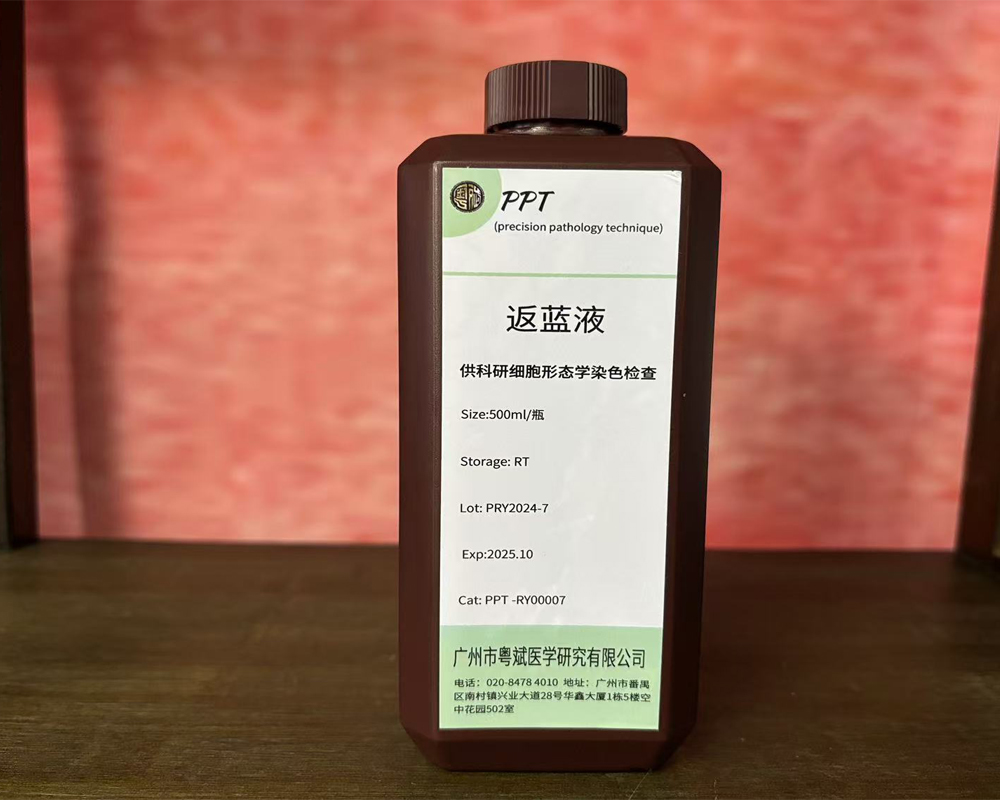 PPT
(precision pathology technique)
返蓝液
供科研细胞形态学染色检查
Size:500ml/瓶
Storage: RT
Lot: PRY2024-7
Exp:2025.10
Cat: PPT -RY00007
广州市粤斌医学研究有限公司
电话：020-8478 4010 地址：广州市番禺
区南村镇兴业大道28号华鑫大厦1栋5楼空
中花园502室